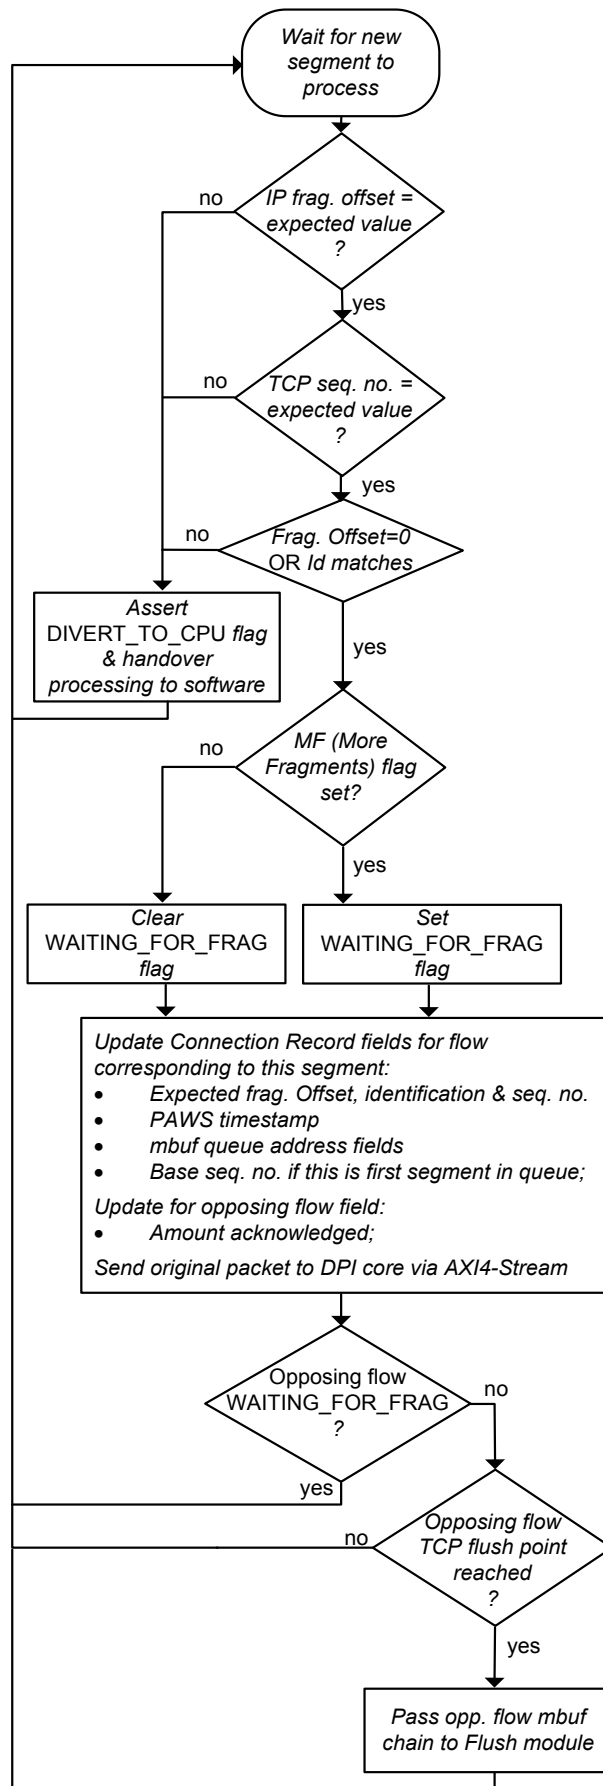 Wait for new
segment to
process
no
IP frag. offset =
expected value
?
yes
no
TCP seq. no. =
expected value
?
yes
no
Frag. Offset=0
OR Id matches
Assert
DIVERT_TO_CPU flag
& handover
processing to software
yes
no
MF (More
Fragments) flag
set?
yes
Clear
WAITING_FOR_FRAG
flag
Set
WAITING_FOR_FRAG
flag
Update Connection Record fields for flow
corresponding to this segment:
• Expected frag. Offset, identification & seq. no.
• PAWS timestamp
• mbuf queue address fields
• Base seq. no. if this is first segment in queue;
Update for opposing flow field:
• Amount acknowledged;
Send original packet to DPI core via AXI4-Stream
Opposing flow
WAITING_FOR_FRAG
?
no
yes
no
Opposing flow
TCP flush point
reached
?
yes
Pass opp. flow mbuf
chain to Flush module